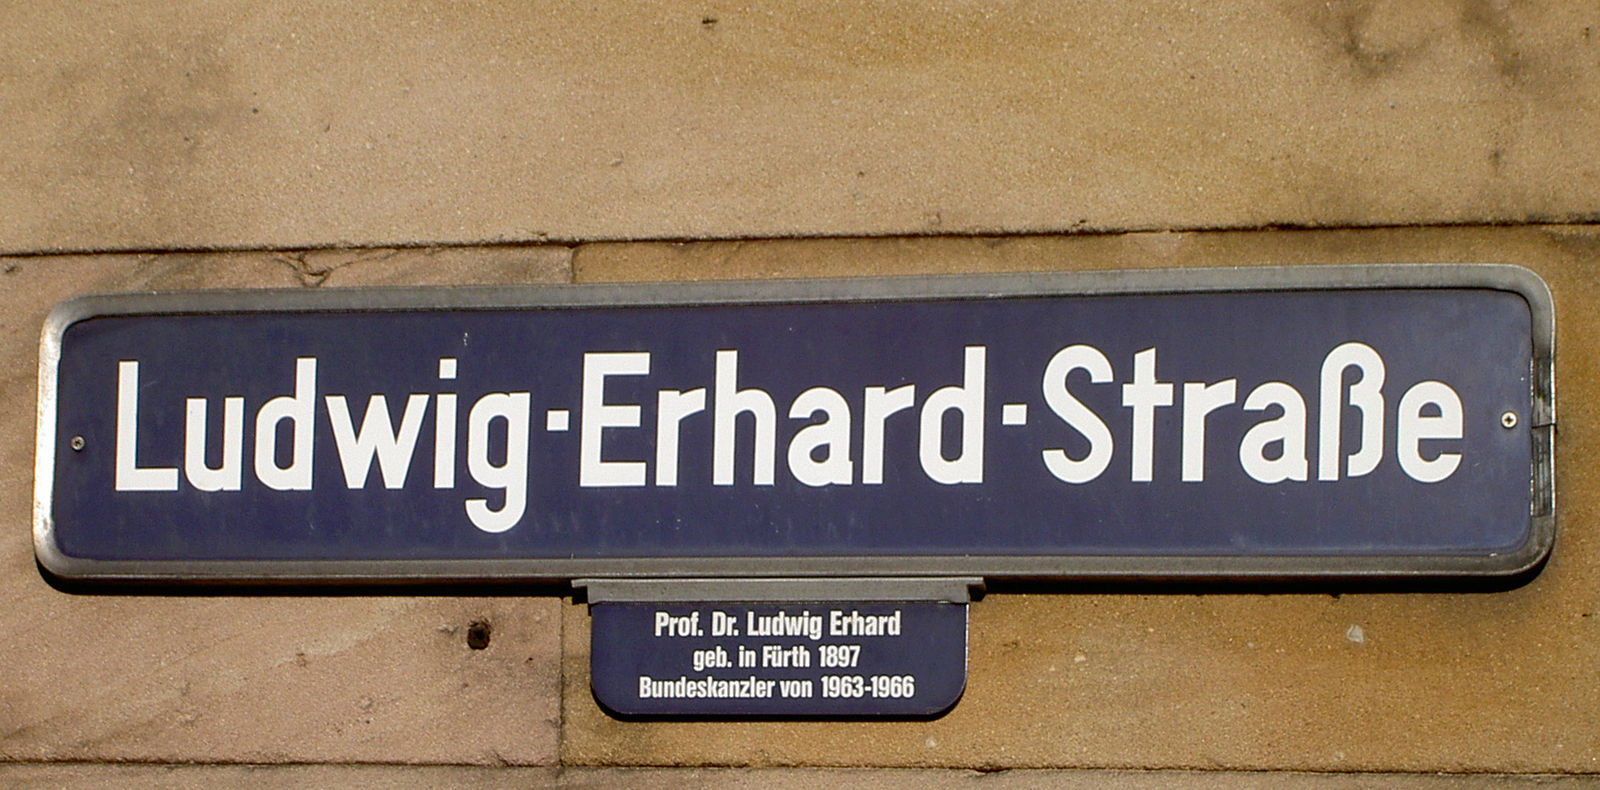 Ludwig-Erhard-Straße
Prof. Dr. Ludwig Erhard
geb. in Fürth 1897
Bundeskanzler von 1963-1966